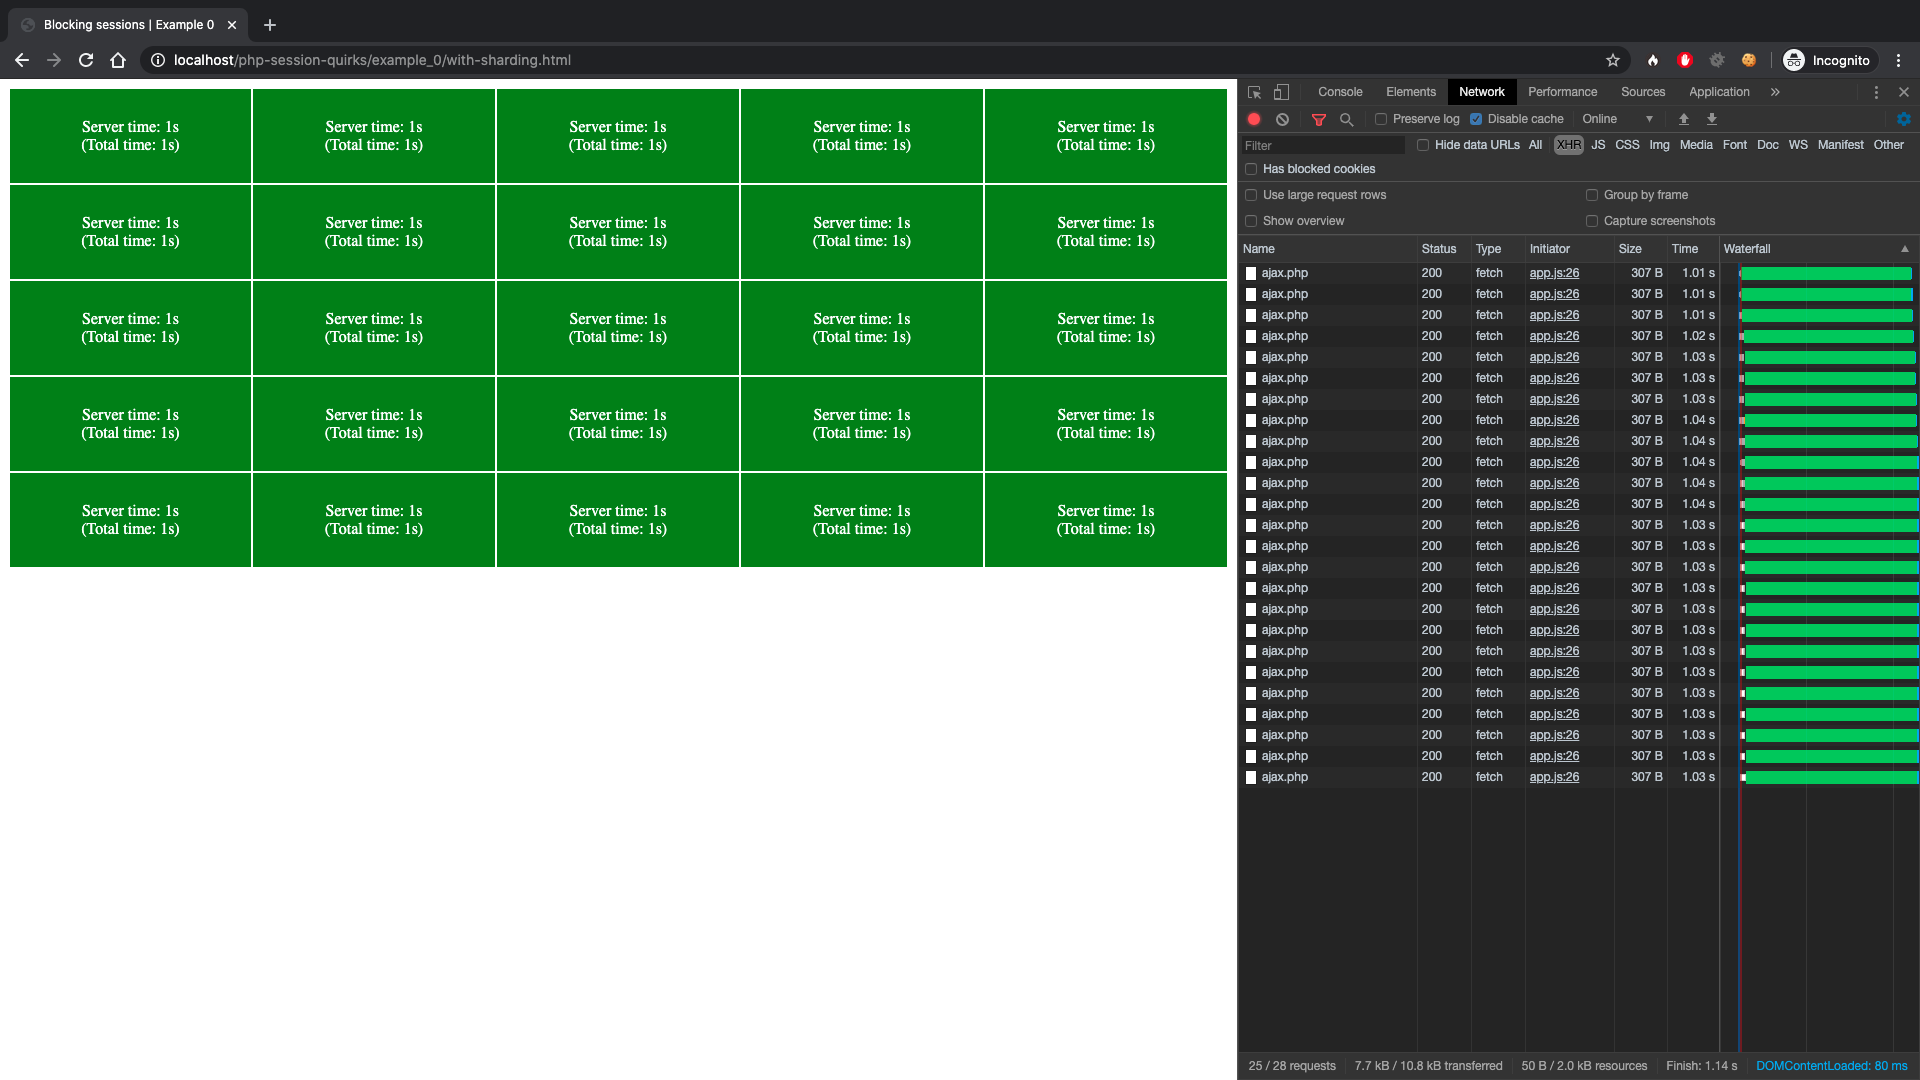 Blocking sessions | Example 0
localhost/php-session-quirks/example_0/with-sharding.html
Incognito
Server time: 1s Server time: 1s Server time: 1s Server time: 1s Server time: 1s
(Total time: 1s) (Total time: 1s) (Total time: 1s) (Total time: 1s) (Total time: 1s)
Server time: 1s Server time: 1s Server time: 1s Server time: 1s Server time: 1s
(Total time: 1s) (Total time: 1s) (Total time: 1s) (Total time: 1s) (Total time: 1s)
Server time: 1s Server time: 1s Server time: 1s Server time: 1s Server time: 1s
(Total time: 1s) (Total time: 1s) (Total time: 1s) (Total time: 1s) (Total time: 1s)
Server time: 1s Server time: 1s Server time: 1s Server time: 1s Server time: 1s
(Total time: 1s) (Total time: 1s) (Total time: 1s) (Total time: 1s) (Total time: 1s)
Server time: 1s Server time: 1s Server time: 1s Server time: 1s Server time: 1s
(Total time: 1s) (Total time: 1s) (Total time: 1s) (Total time: 1s) (Total time: 1s)
Console Elements Network Performance Sources Application
Preserve log Disable cache Online
Filter Hide data URLs All XHR JS CSS Img Media Font Doc WS Manifest Other
Has blocked cookies
Use large request rows Group by frame
Show overview Capture screenshots
Name Status Type Initiator Size Time Waterfall
ajax.php 200 fetch app.js:26 307 B 1.01 s
ajax.php 200 fetch app.js:26 307 B 1.01 s
ajax.php 200 fetch app.js:26 307 B 1.01 s
ajax.php 200 fetch app.js:26 307 B 1.02 s
ajax.php 200 fetch app.js:26 307 B 1.03 s
ajax.php 200 fetch app.js:26 307 B 1.03 s
ajax.php 200 fetch app.js:26 307 B 1.03 s
ajax.php 200 fetch app.js:26 307 B 1.04 s
ajax.php 200 fetch app.js:26 307 B 1.04 s
ajax.php 200 fetch app.js:26 307 B 1.04 s
ajax.php 200 fetch app.js:26 307 B 1.04 s
ajax.php 200 fetch app.js:26 307 B 1.04 s
ajax.php 200 fetch app.js:26 307 B 1.03 s
ajax.php 200 fetch app.js:26 307 B 1.03 s
ajax.php 200 fetch app.js:26 307 B 1.03 s
ajax.php 200 fetch app.js:26 307 B 1.03 s
ajax.php 200 fetch app.js:26 307 B 1.03 s
ajax.php 200 fetch app.js:26 307 B 1.03 s
ajax.php 200 fetch app.js:26 307 B 1.03 s
ajax.php 200 fetch app.js:26 307 B 1.03 s
ajax.php 200 fetch app.js:26 307 B 1.03 s
ajax.php 200 fetch app.js:26 307 B 1.03 s
ajax.php 200 fetch app.js:26 307 B 1.03 s
ajax.php 200 fetch app.js:26 307 B 1.03 s
ajax.php 200 fetch app.js:26 307 B 1.03 s
25 / 28 requests 7.7 kB / 10.8 kB transferred 50 B / 2.0 kB resources Finish: 1.14 s DOMContentLoaded: 80 ms